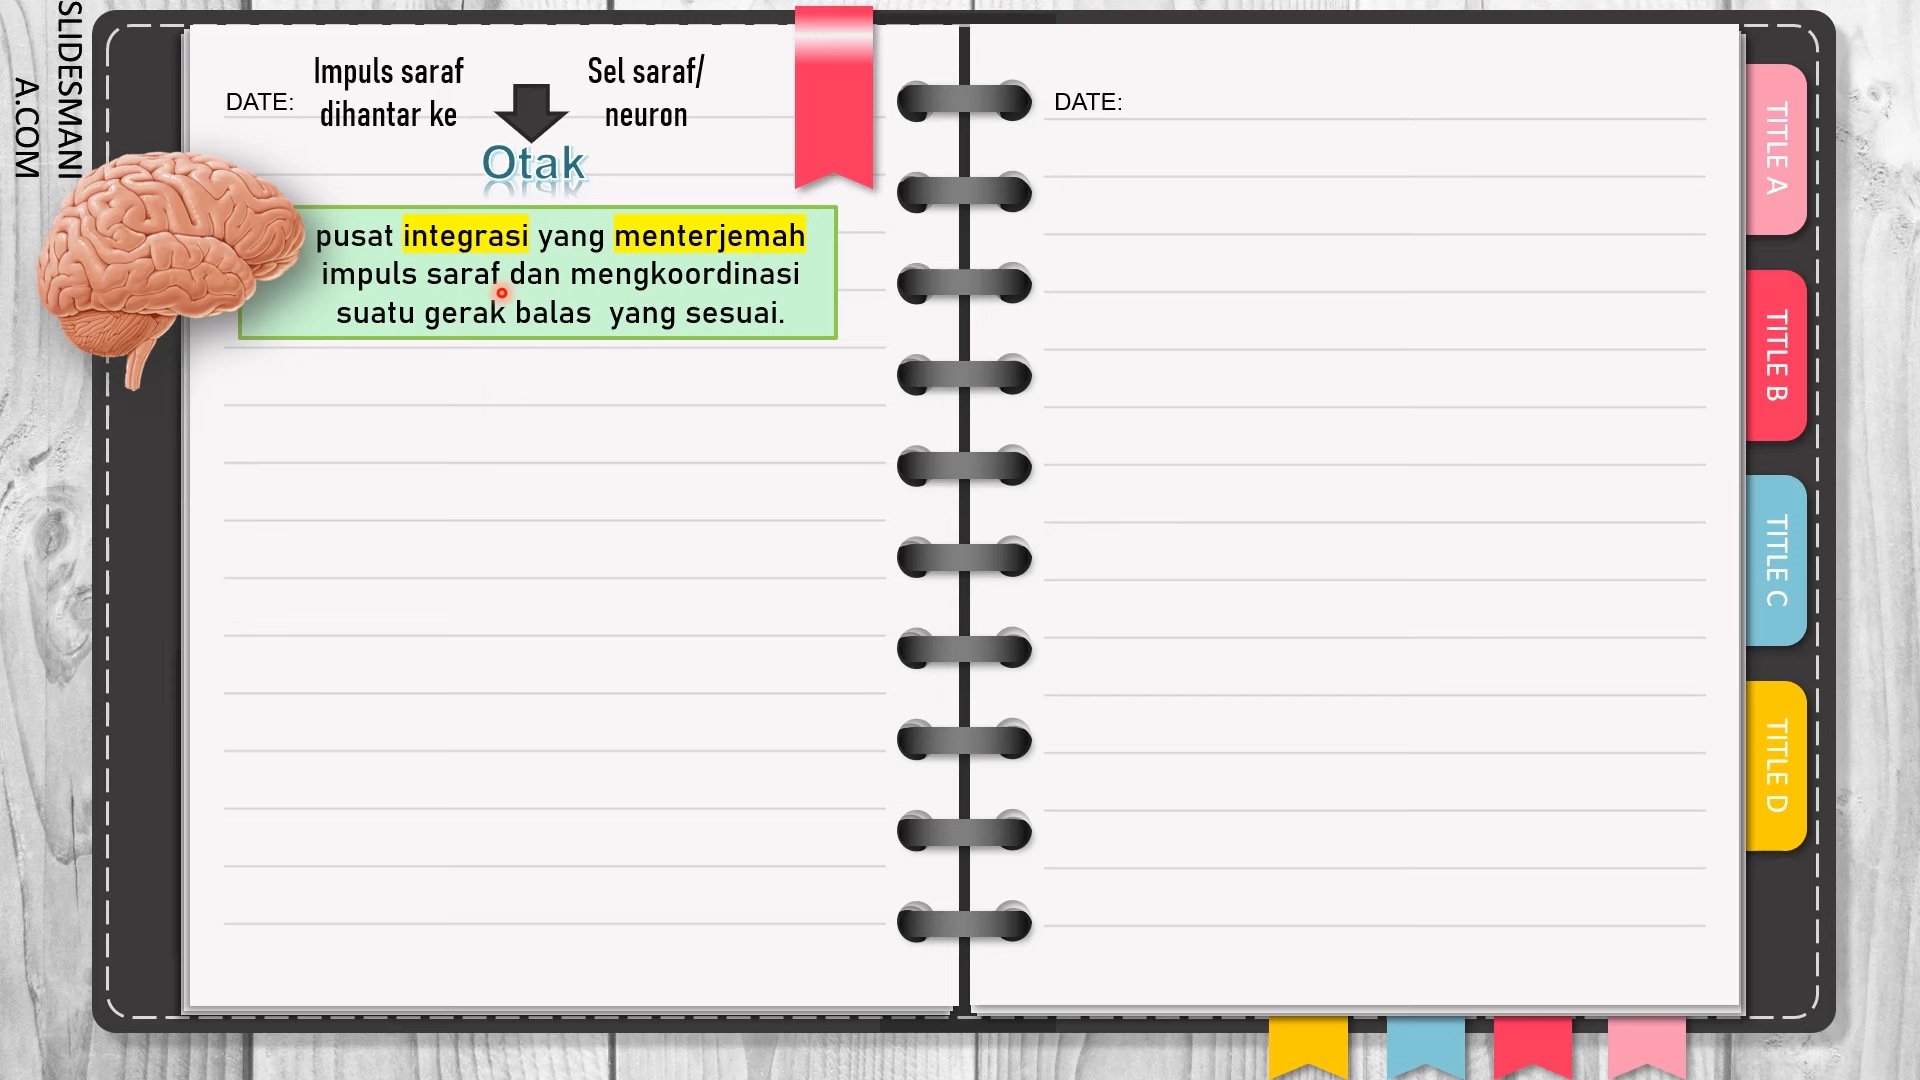 SLIDESMANI
A.COM
DATE:
Impuls saraf
dihantar ke
Sel saraf/
neuron
Otak
pusat integrasi yang menterjemah
impuls saraf dan mengkoordinasi
suatu gerak balas  yang sesuai.
DATE:
TITLE A
TITLE B
TITLE C
TITLE D